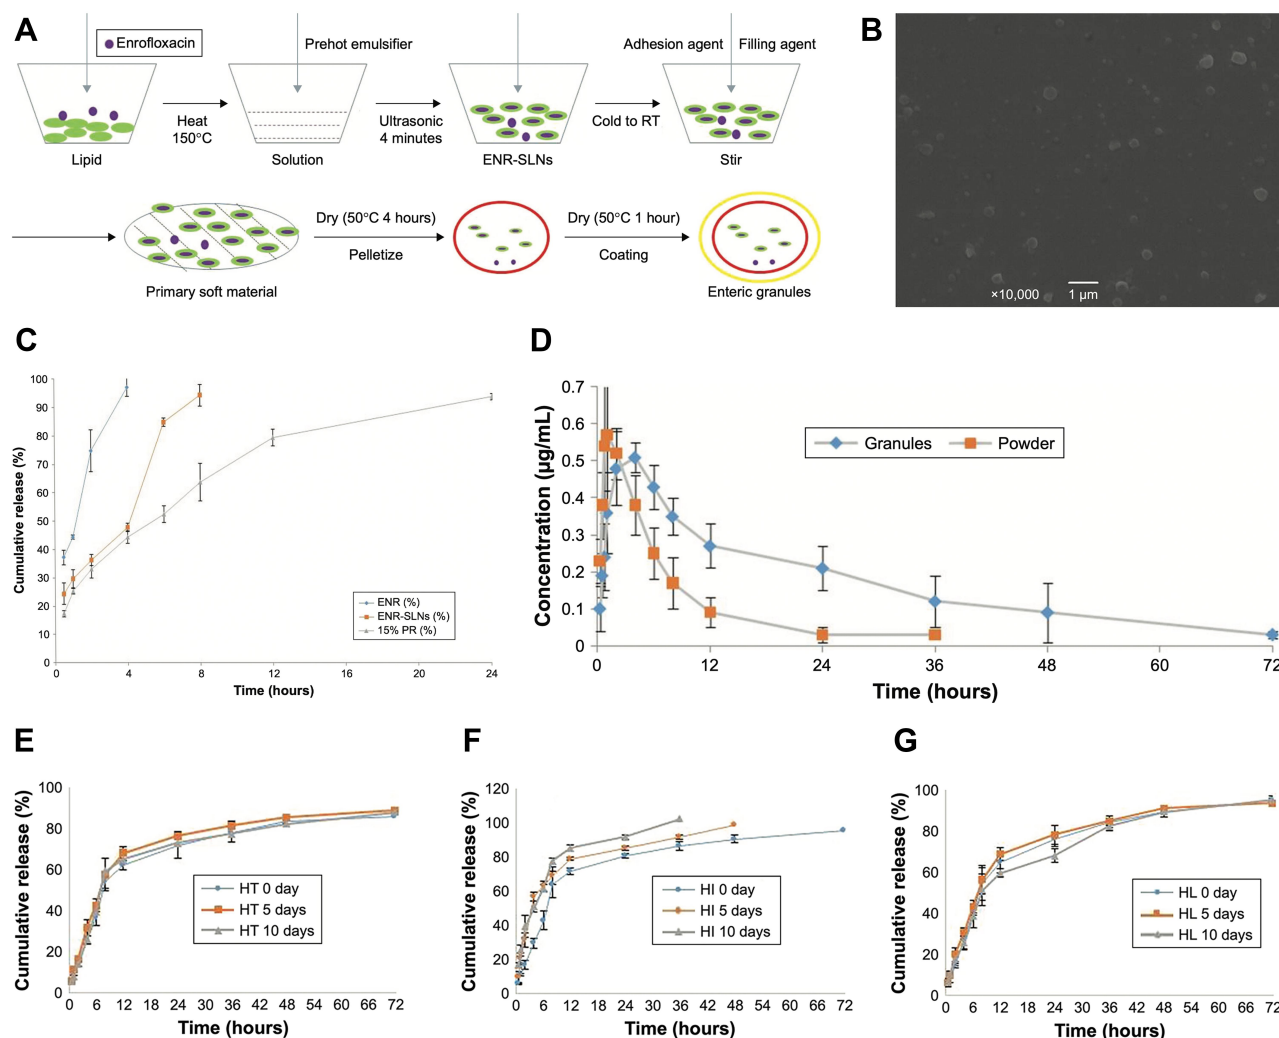 A
Enrofloxacin
Prehot emulsifier
Adhesion agent
Filling agent
Heat
150°C
Ultrasonic
4 minutes
Cold to RT
Lipid
Solution
ENR-SLNs
Stir
Dry (50°C 4 hours)
Pelletize
Dry (50°C 1 hour)
Coating
Primary soft material
Enteric granules
B
×10,000
1 µm
C
Cumulative release (%)
100
90
80
70
60
50
40
30
20
10
0
ENR (%)
ENR-SLNs (%)
15% PR (%)
0 4 8 12 16 20 24
Time (hours)
D
Concentration (µg/mL)
0.7
0.6
0.5
0.4
0.3
0.2
0.1
0
Granules
Powder
0 12 24 36 48 60 72
Time (hours)
E
Cumulative release (%)
100
80
60
40
20
0
HT 0 day
HT 5 days
HT 10 days
0 6 12 18 24 30 36 42 48 54 60 66 72
Time (hours)
F
Cumulative release (%)
120
100
80
60
40
20
0
HI 0 day
HI 5 days
HI 10 days
0 6 12 18 24 30 36 42 48 54 60 66 72
Time (hours)
G
Cumulative release (%)
100
80
60
40
20
0
HL 0 day
HL 5 days
HL 10 days
0 6 12 18 24 30 36 42 48 54 60 66 72
Time (hours)